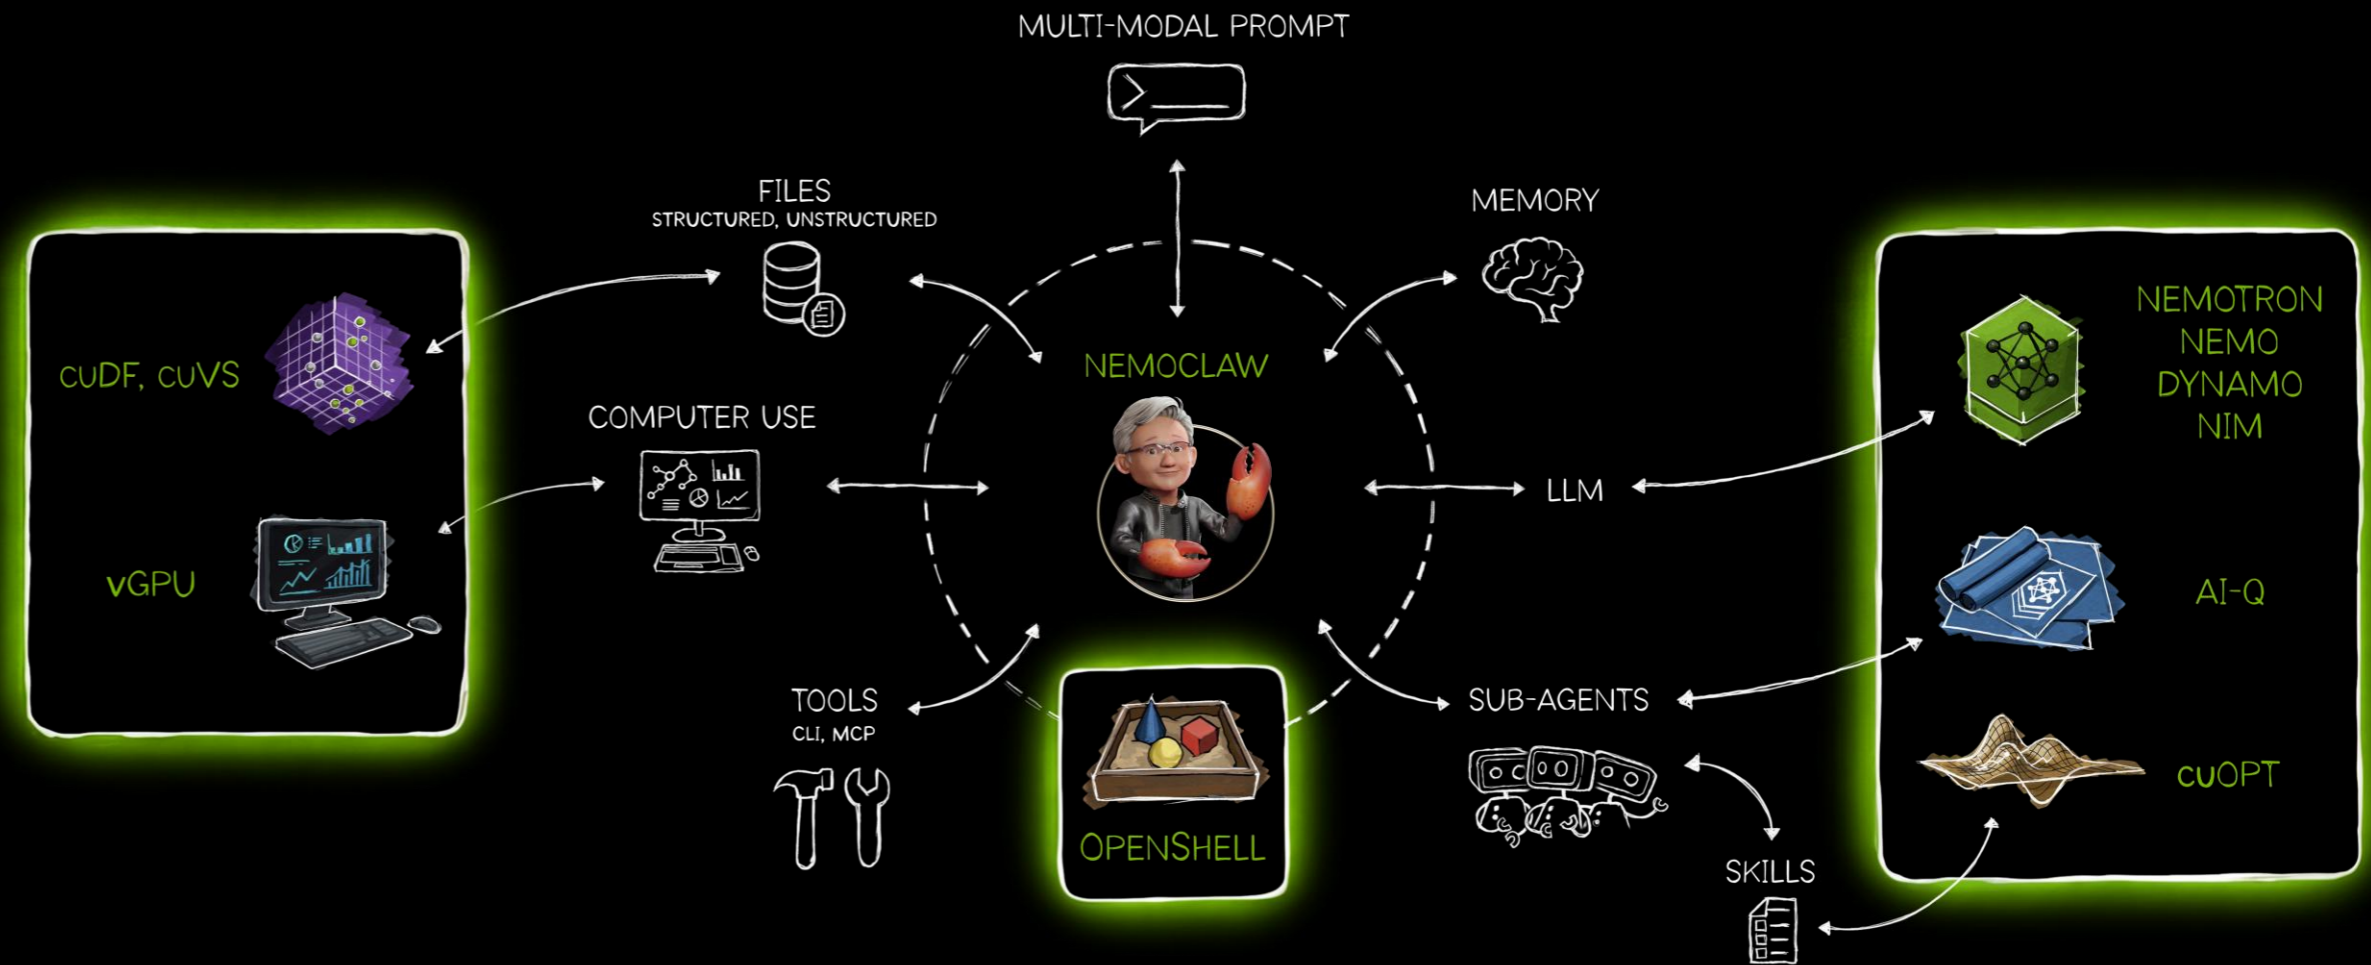 MULTI-MODAL PROMPT
FILES
STRUCTURED, UNSTRUCTURED
MEMORY
cuDF, cuVS
NEMOCLAW
NEMOTRON
NEMO
DYNAMO
NIM
COMPUTER USE
LLM
vGPU
AI-Q
TOOLS
CLI, MCP
SUB-AGENTS
cuOPT
OPENSHELL
SKILLS